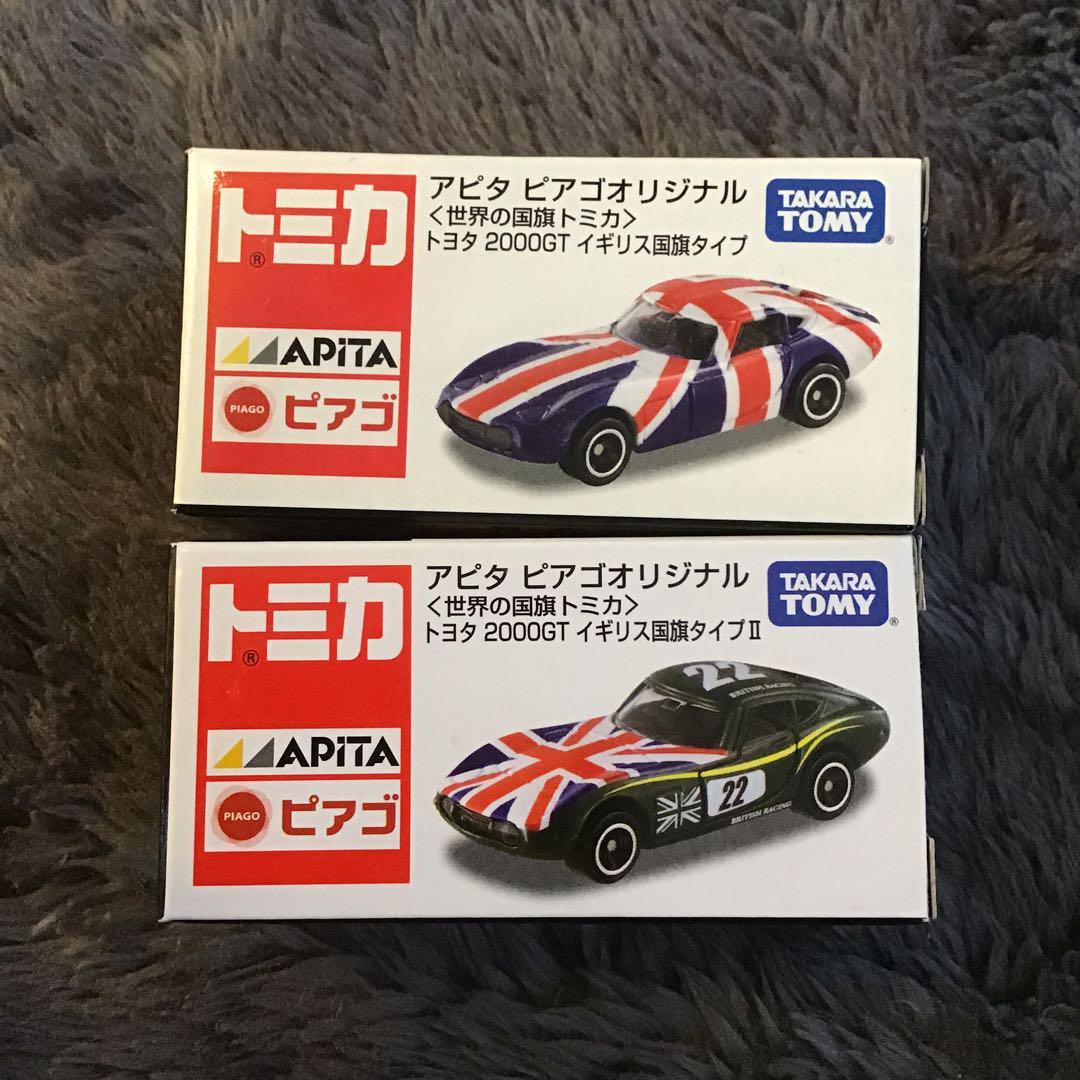 トミカ
®
APiTA
PIAGO ピアゴ
アピタ ピアゴオリジナル
<世界の国旗トミカ>
トヨタ 2000GT イギリス国旗タイプ
TAKARA
TOMY
®
トミカ
®
APiTA
PIAGO ピアゴ
アピタ ピアゴオリジナル
<世界の国旗トミカ>
トヨタ 2000GT イギリス国旗タイプⅡ
TAKARA
TOMY
®
22
BRITISH RACING
22
BRITISH RACING